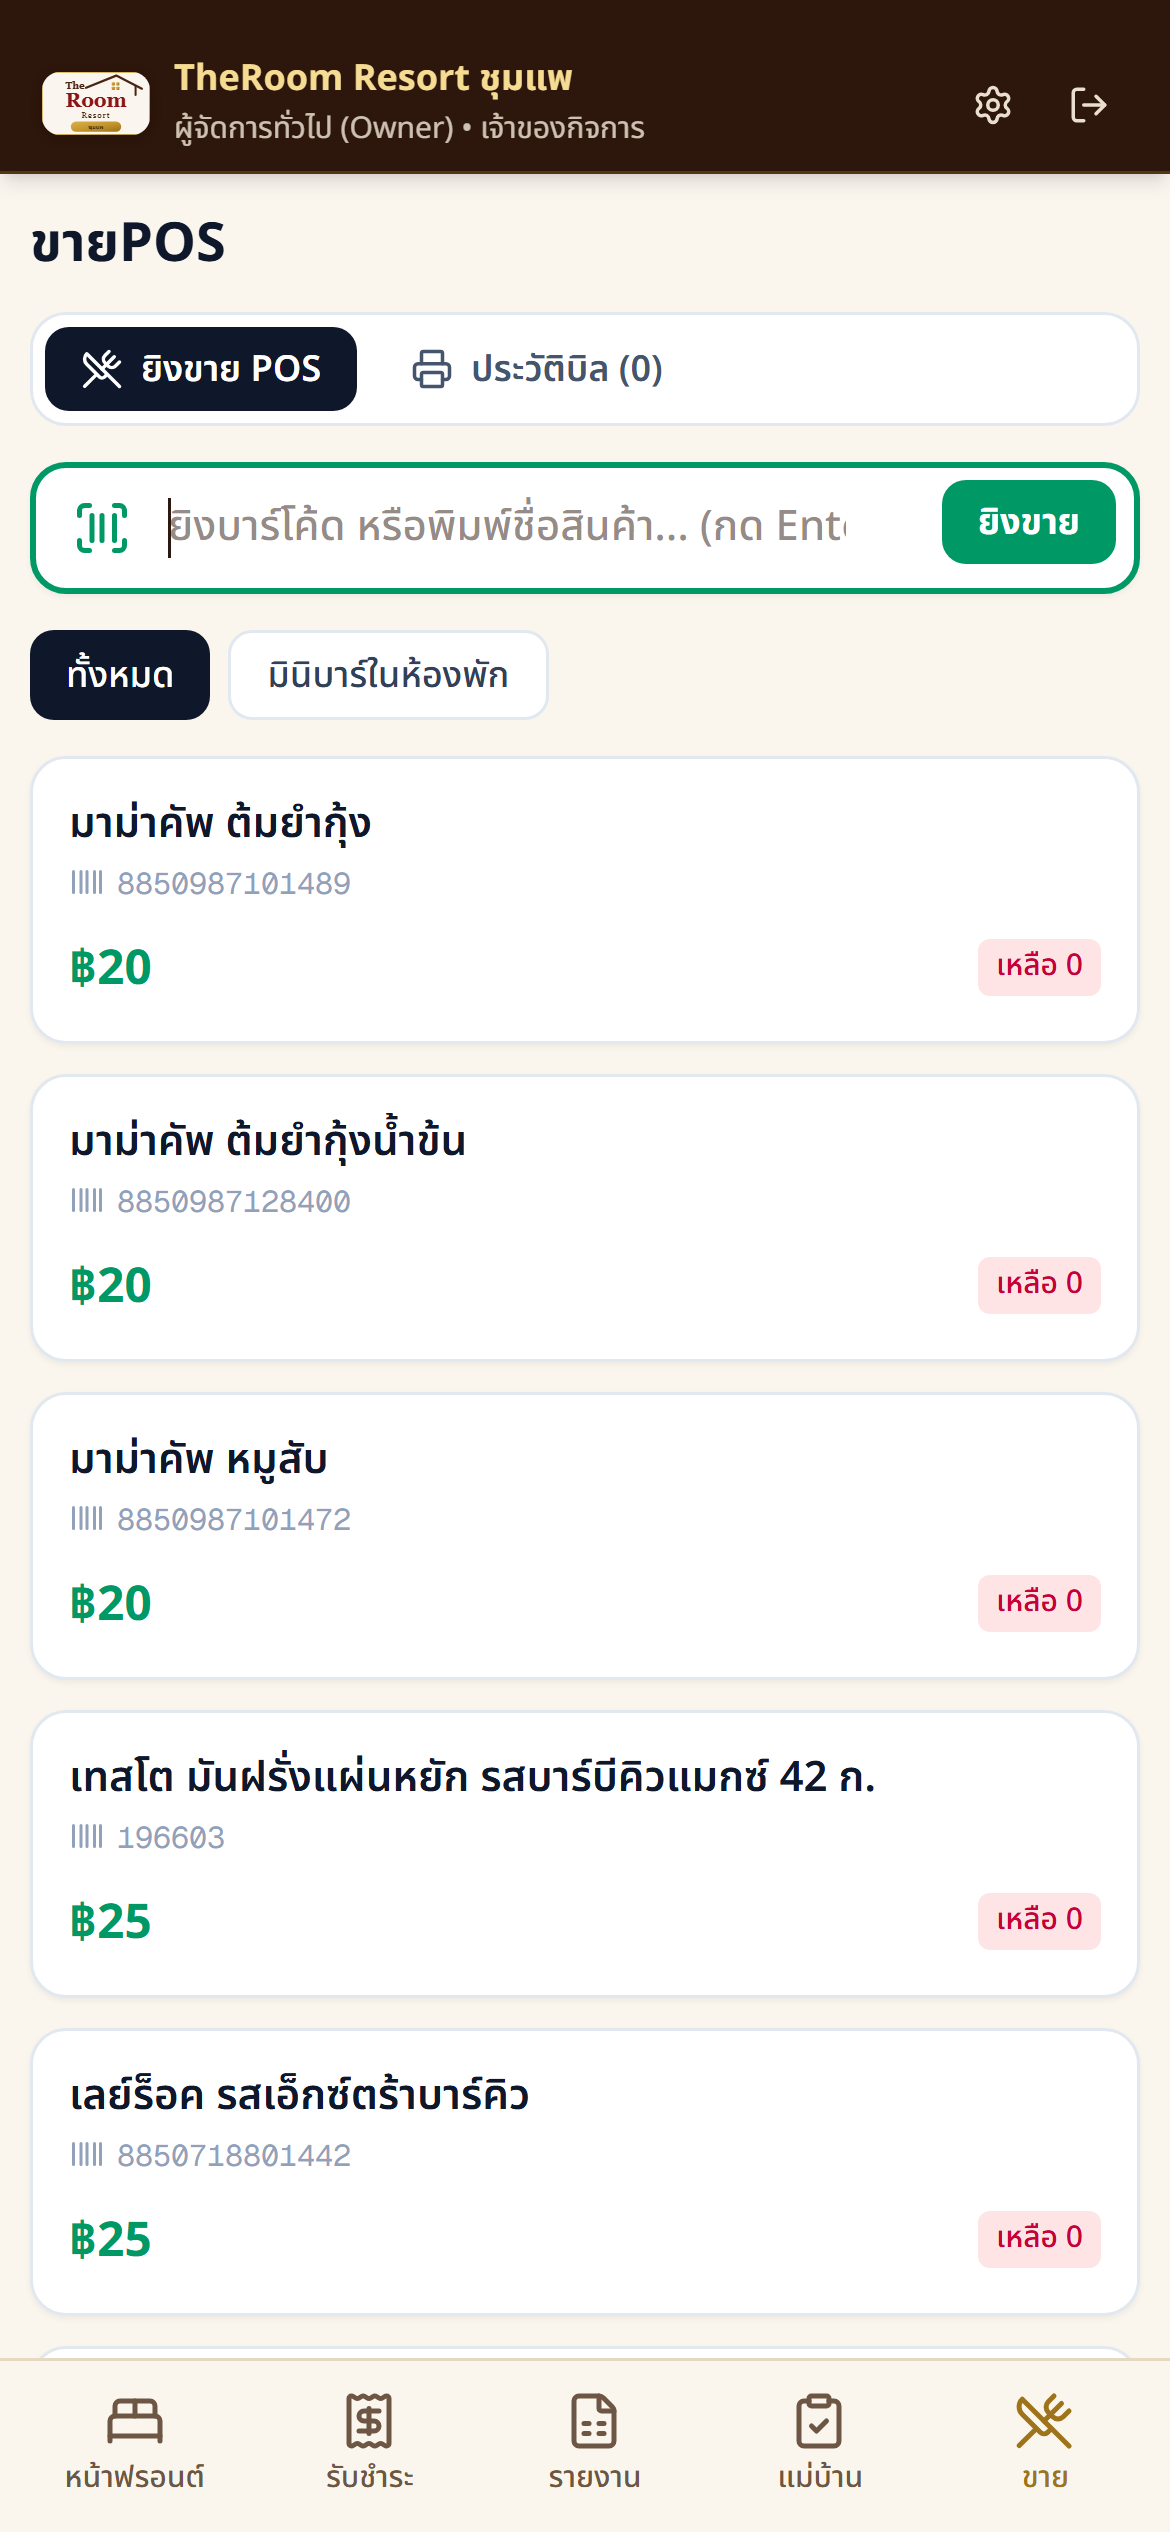 The
Room
Resort
ชุมแพ
TheRoom Resort ชุมแพ
ผู้จัดการทั่วไป (Owner) • เจ้าของกิจการ
ขายPOS
ยิงขาย POS
ประวัติบิล (0)
ยิงบาร์โค้ด หรือพิมพ์ชื่อสินค้า... (กด Ente
ยิงขาย
ทั้งหมด
มินิบาร์ในห้องพัก
มาม่าคัพ ต้มยำกุ้ง
8850987101489
฿20
เหลือ 0
มาม่าคัพ ต้มยำกุ้งน้ำข้น
8850987128400
฿20
เหลือ 0
มาม่าคัพ หมูสับ
8850987101472
฿20
เหลือ 0
เทสโต มันฝรั่งแผ่นหยัก รสบาร์บีคิวแมกซ์ 42 ก.
196603
฿25
เหลือ 0
เลย์ร็อค รสเอ็กซ์ตร้าบาร์คิว
8850718801442
฿25
เหลือ 0
หน้าฟรอนต์
รับชำระ
รายงาน
แม่บ้าน
ขาย